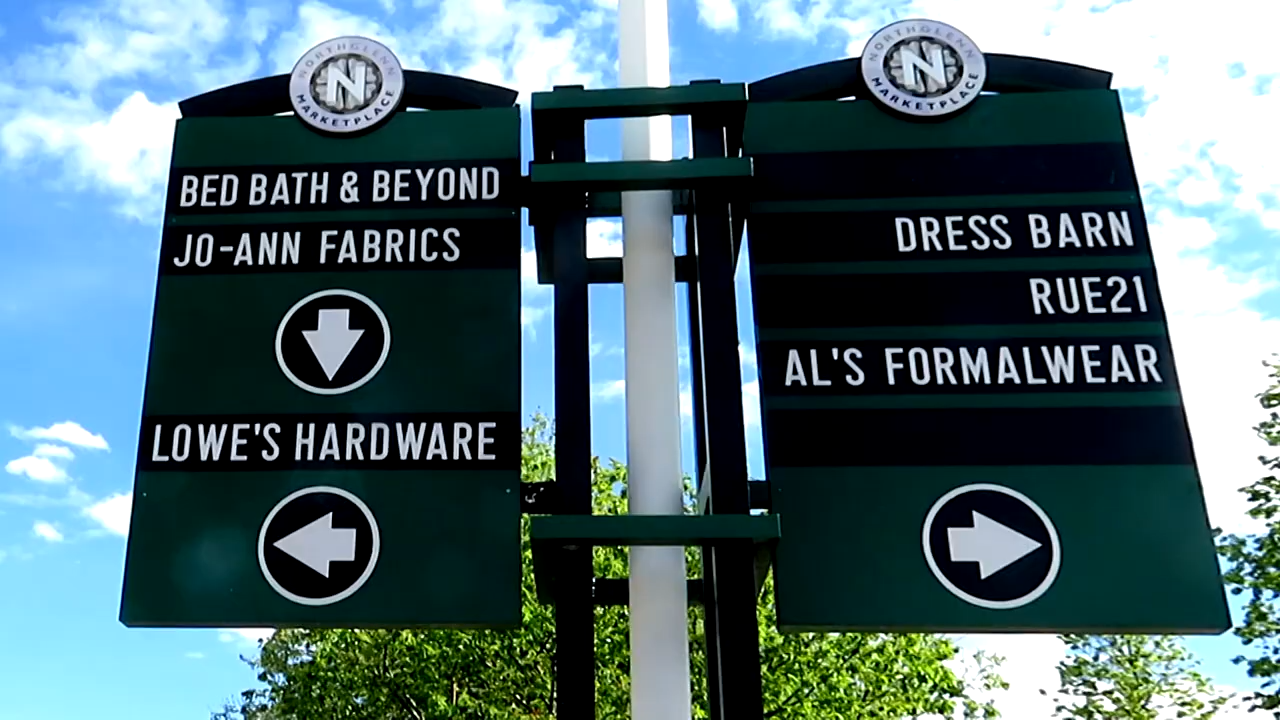 NORTHGLENN
N
MARKETPLACE
BED BATH & BEYOND
JO-ANN FABRICS
LOWE'S HARDWARE
NORTHGLENN
N
MARKETPLACE
DRESS BARN
RUE21
AL'S FORMALWEAR